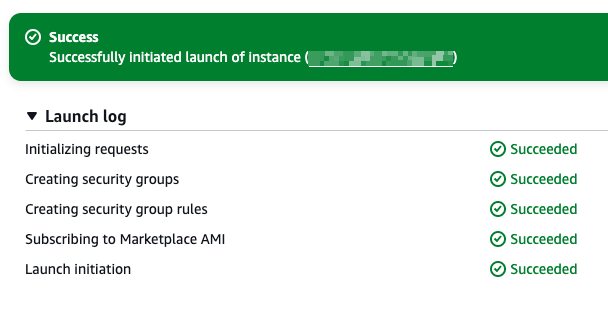 Success
Successfully initiated launch of instance ()
Launch log
Initializing requests
Succeeded
Creating security groups
Succeeded
Creating security group rules
Succeeded
Subscribing to Marketplace AMI
Succeeded
Launch initiation
Succeeded